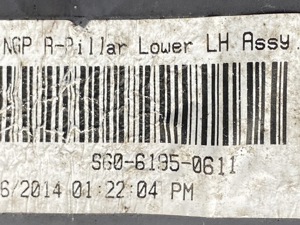 NGP A-Pillar Lower LH Assy
S60-6195-0611
6/2014 01:22:04 PM